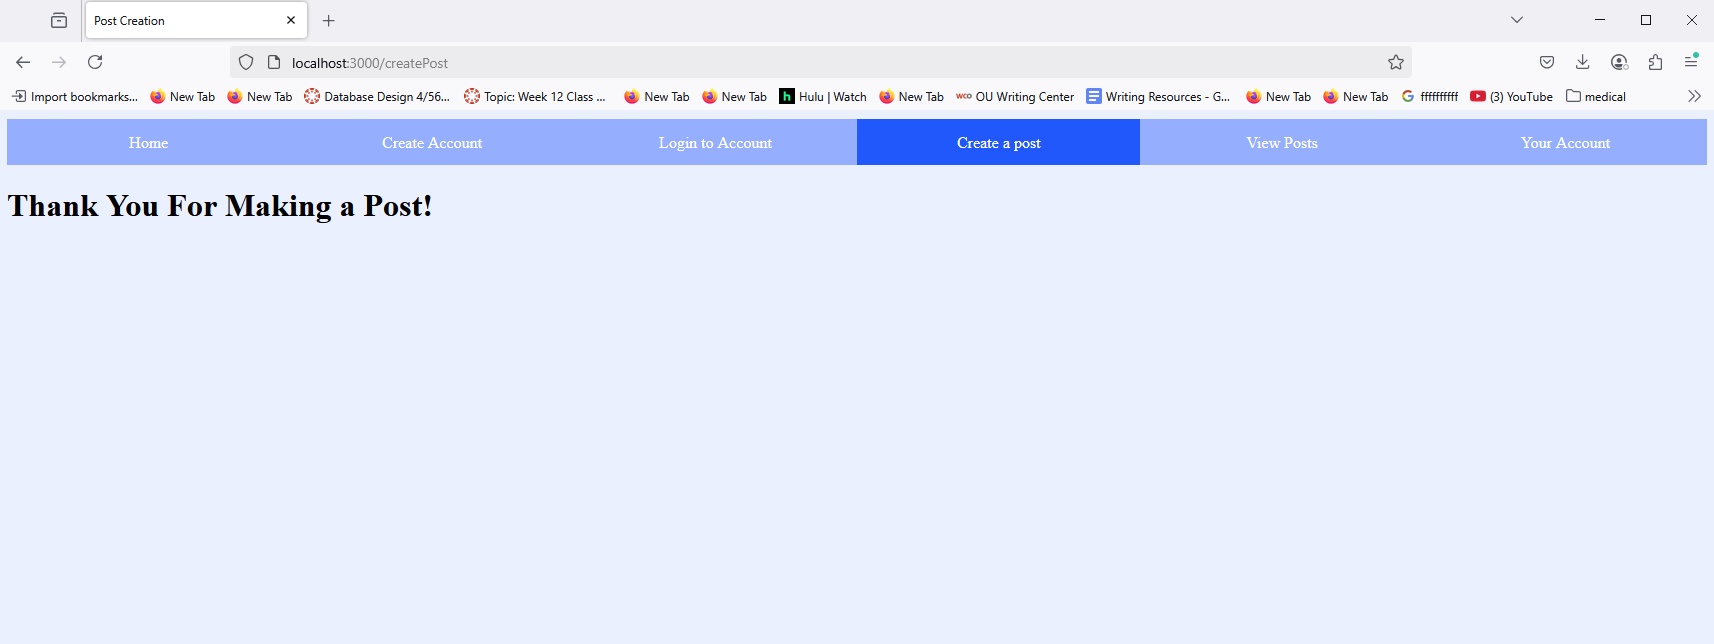 Post Creation
localhost:3000/createPost
Import bookmarks... New Tab New Tab Database Design 4/56... Topic: Week 12 Class ... New Tab New Tab h Hulu | Watch New Tab wco OU Writing Center Writing Resources - G... New Tab New Tab G ffffffffff (3) YouTube medical
Home Create Account Login to Account Create a post View Posts Your Account
Thank You For Making a Post!